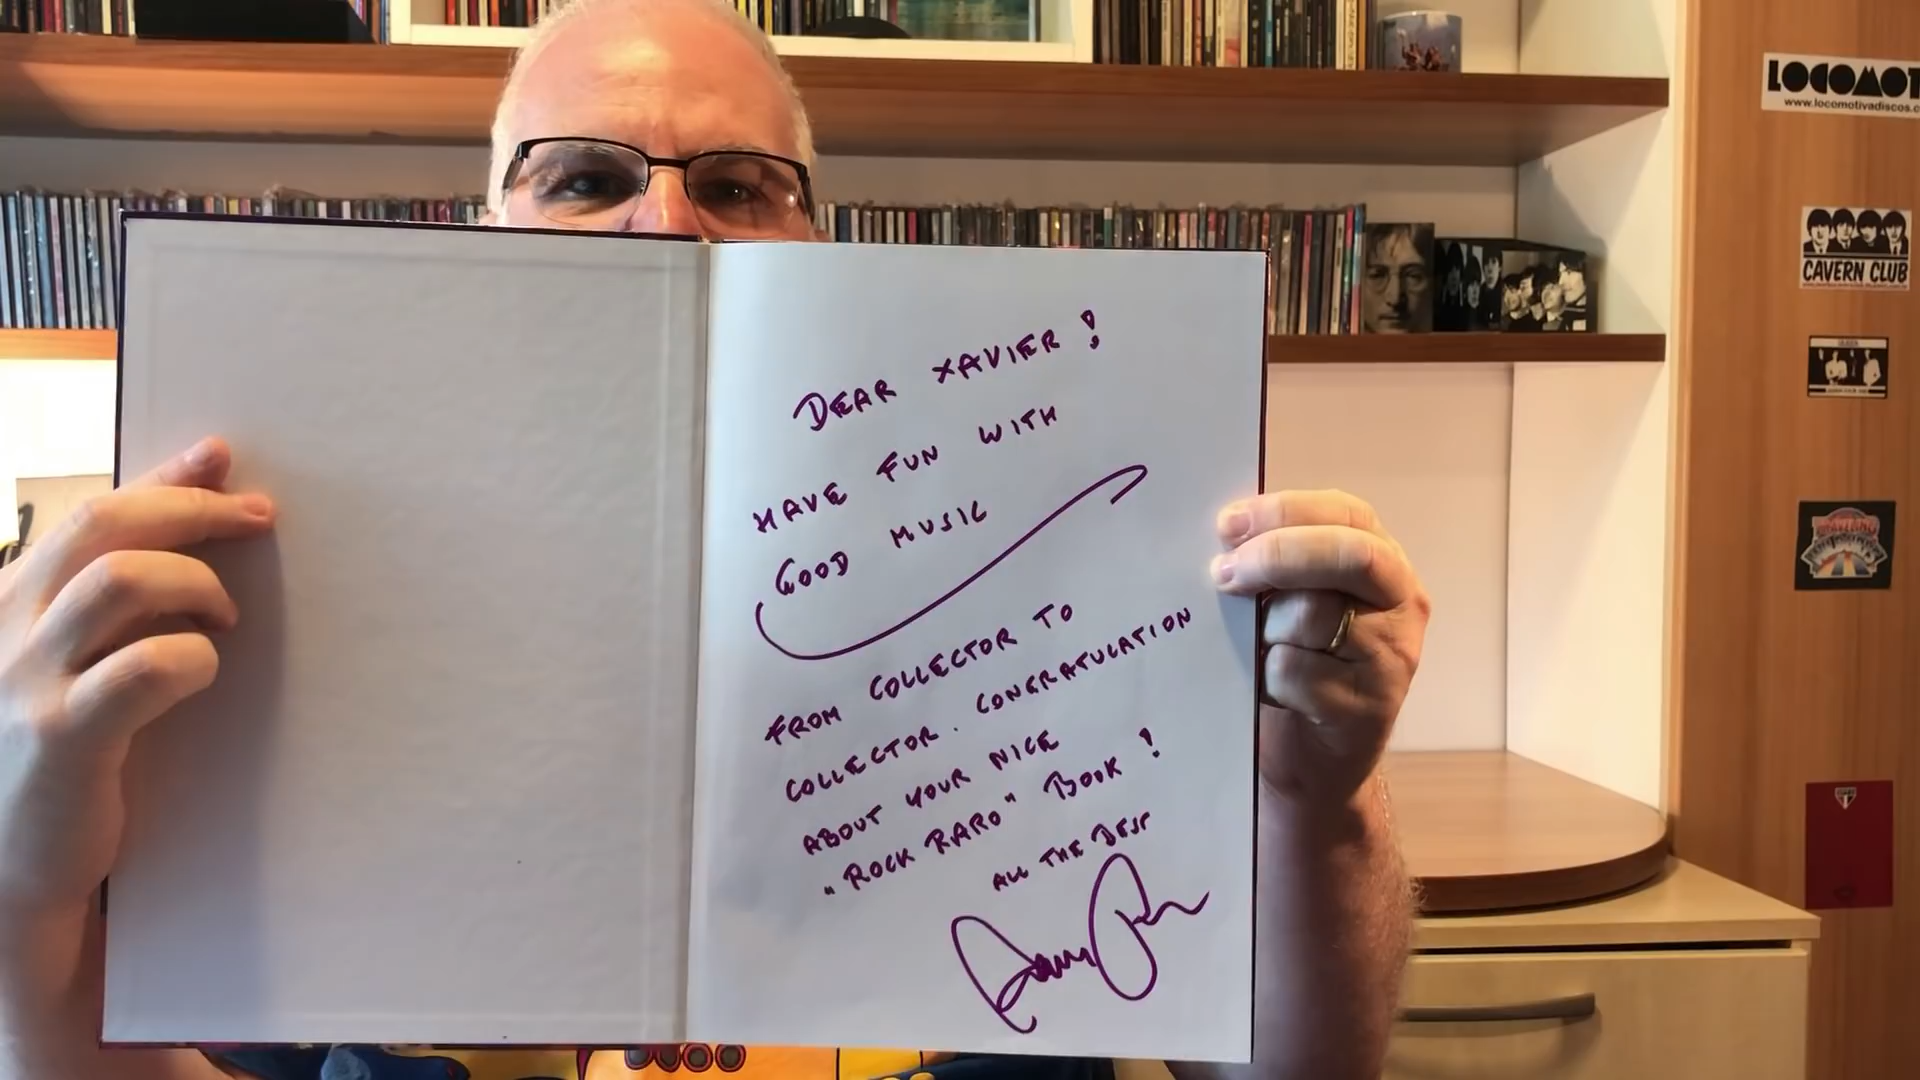 DEAR XAVIER!
HAVE FUN WITH
GOOD MUSIC
FROM COLLECTOR TO
COLLECTOR. CONGRATULATION
ABOUT YOUR NICE
"ROCK RARO" BOOK!
ALL THE BEST
LOCOMOT
www.locomotivadiscos.c
CAVERN CLUB